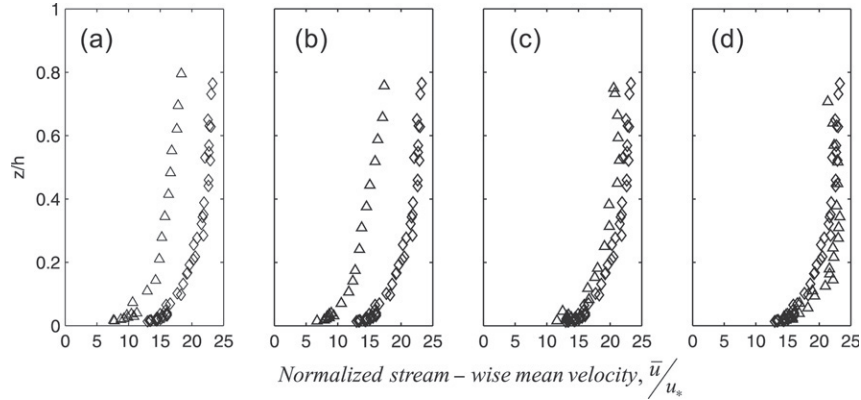 (a) (b) (c) (d)
1
0.8
0.6
z/h
0.4
0.2
0
0 5 10 15 20 25 0 5 10 15 20 25 0 5 10 15 20 25 0 5 10 15 20 25
Normalized stream – wise mean velocity, u̅/u*